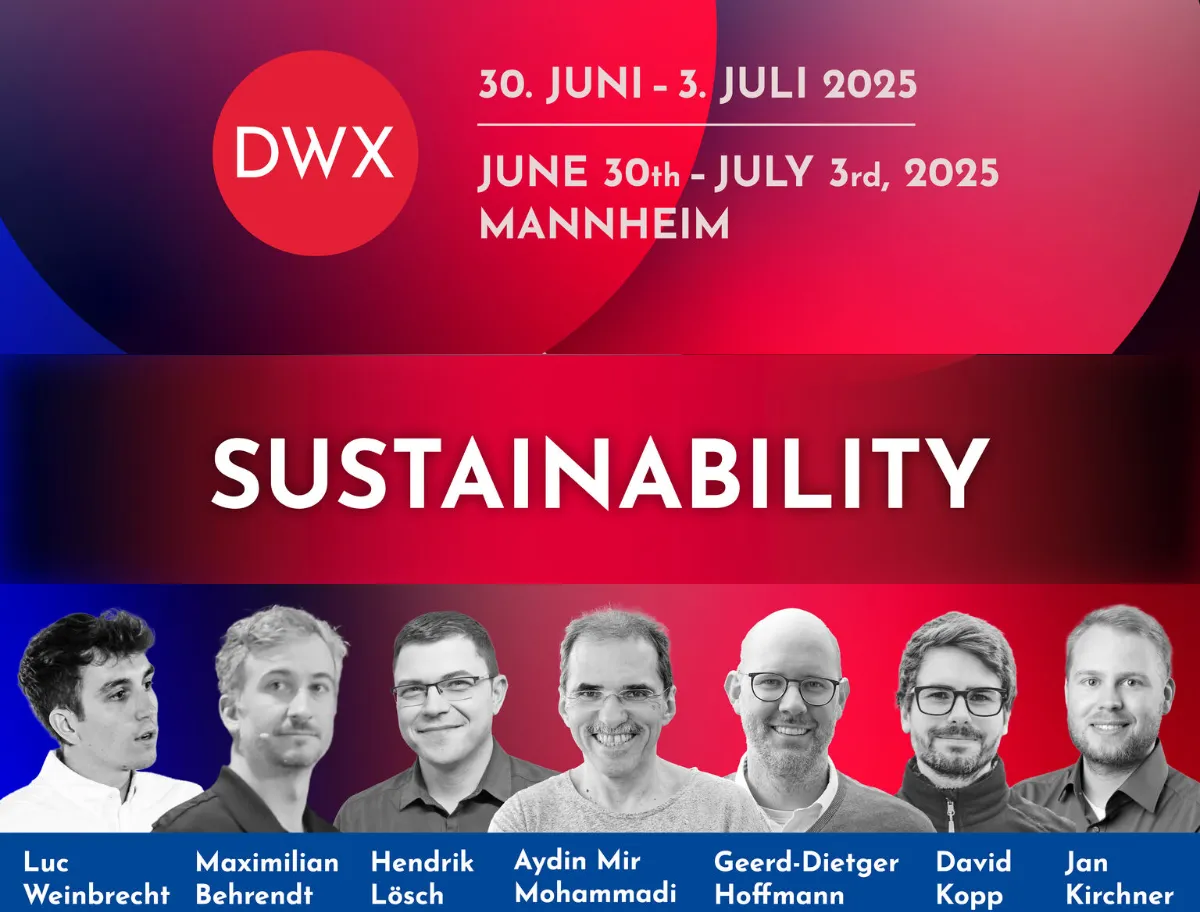 DWX
30. JUNI – 3. JULI 2025
JUNE 30th – JULY 3rd, 2025
MANNHEIM
SUSTAINABILITY
Luc
Weinbrecht
Maximilian
Behrendt
Hendrik
Lösch
Aydin Mir
Mohammadi
Geerd-Dietger
Hoffmann
David
Kopp
Jan
Kirchner